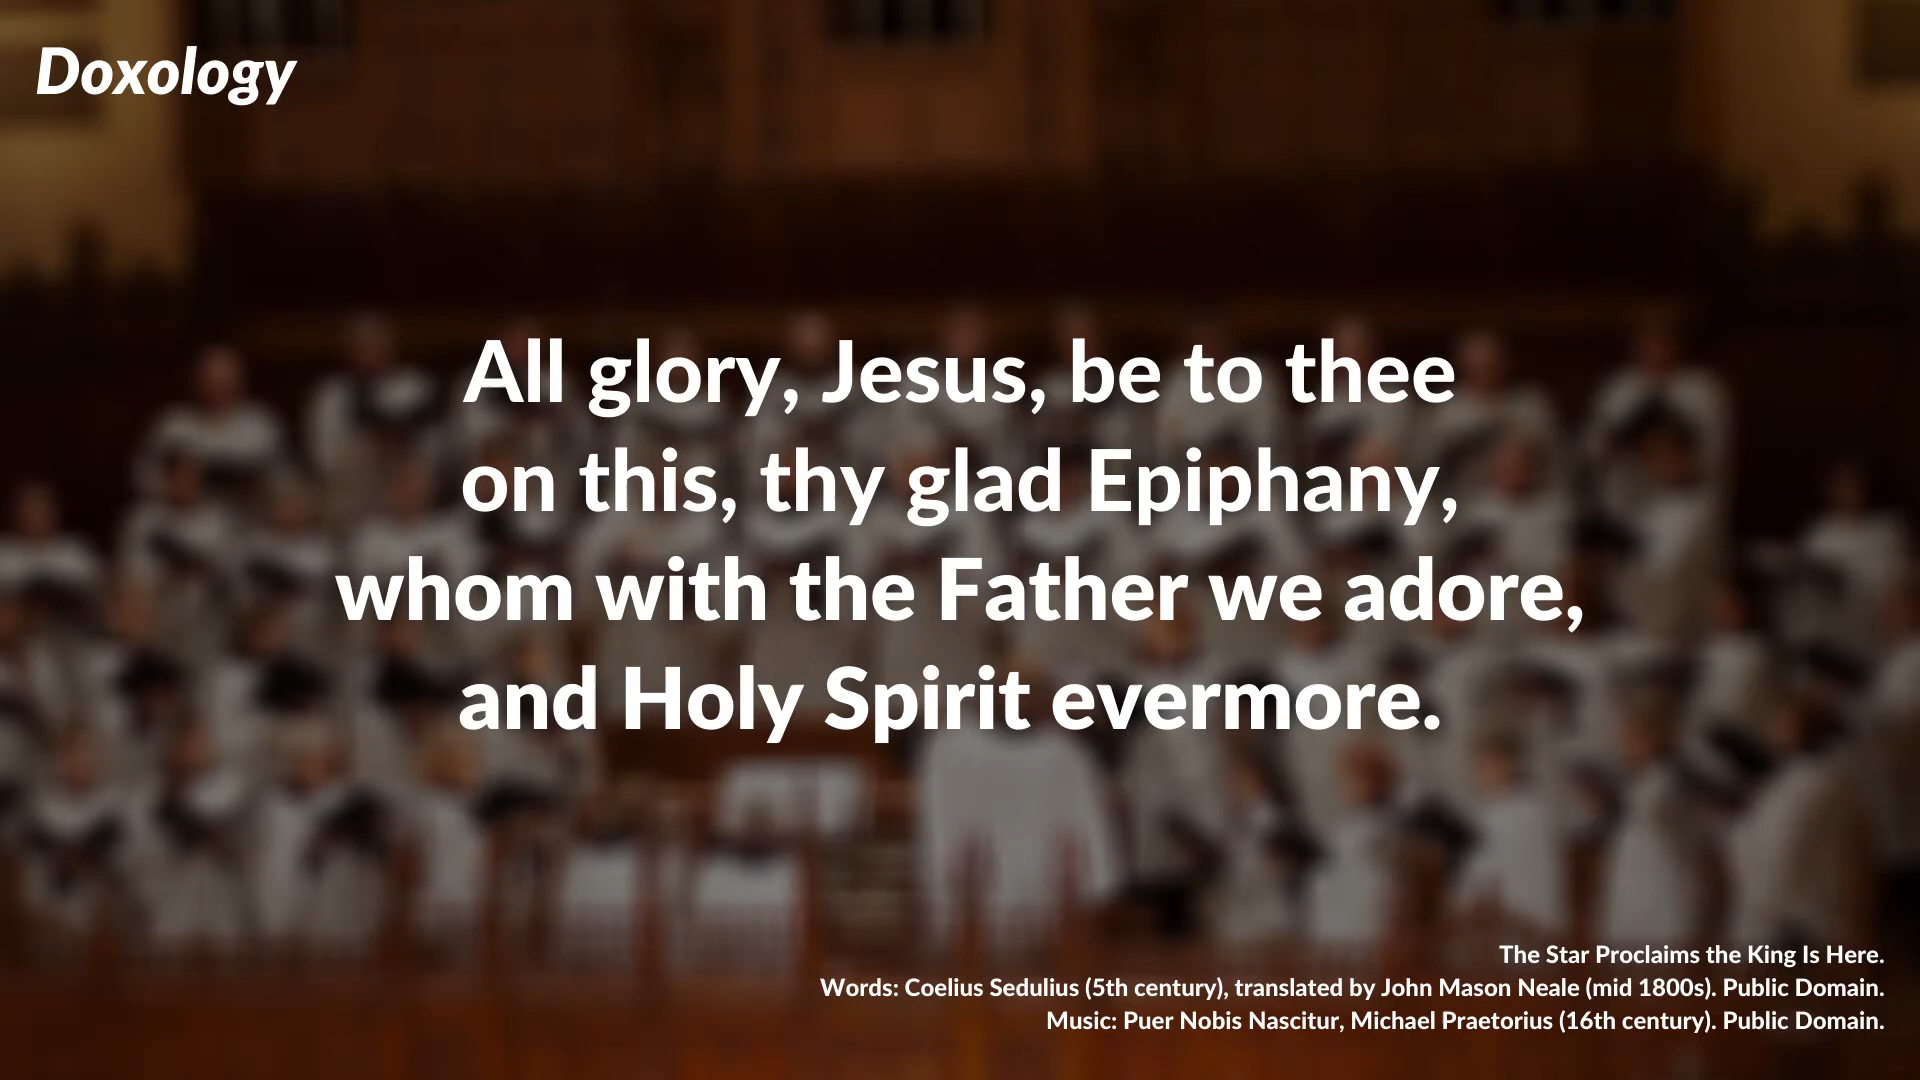 Doxology
All glory, Jesus, be to thee
on this, thy glad Epiphany,
whom with the Father we adore,
and Holy Spirit evermore.
The Star Proclaims the King Is Here.
Words: Coelius Sedulius (5th century), translated by John Mason Neale (mid 1800s). Public Domain.
Music: Puer Nobis Nascitur, Michael Praetorius (16th century). Public Domain.